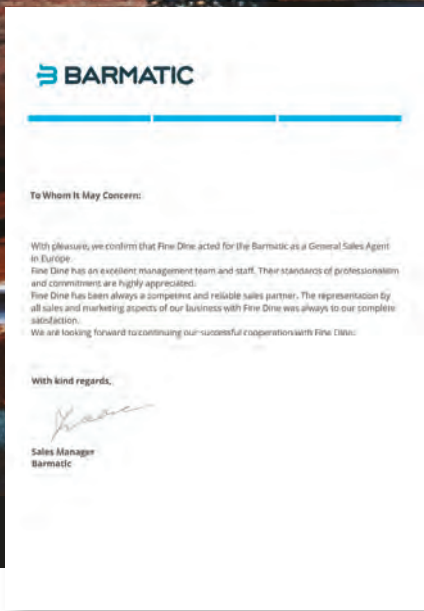 BARMATIC
To Whom It May Concern:
With pleasure, we confirm that Fine Dine acted for the Barmatic as a General Sales Agent
in Europe.
Fine Dine has an excellent management team and staff. Their standards of professionalism
and commitment are highly appreciated.
Fine Dine has been always a competent and reliable sales partner. The representation by
all sales and marketing aspects of our business with Fine Dine was always to our complete
satisfaction.
We are looking forward to continuing our successful cooperation with Fine Dine.
With kind regards,
Sales Manager
Barmatic